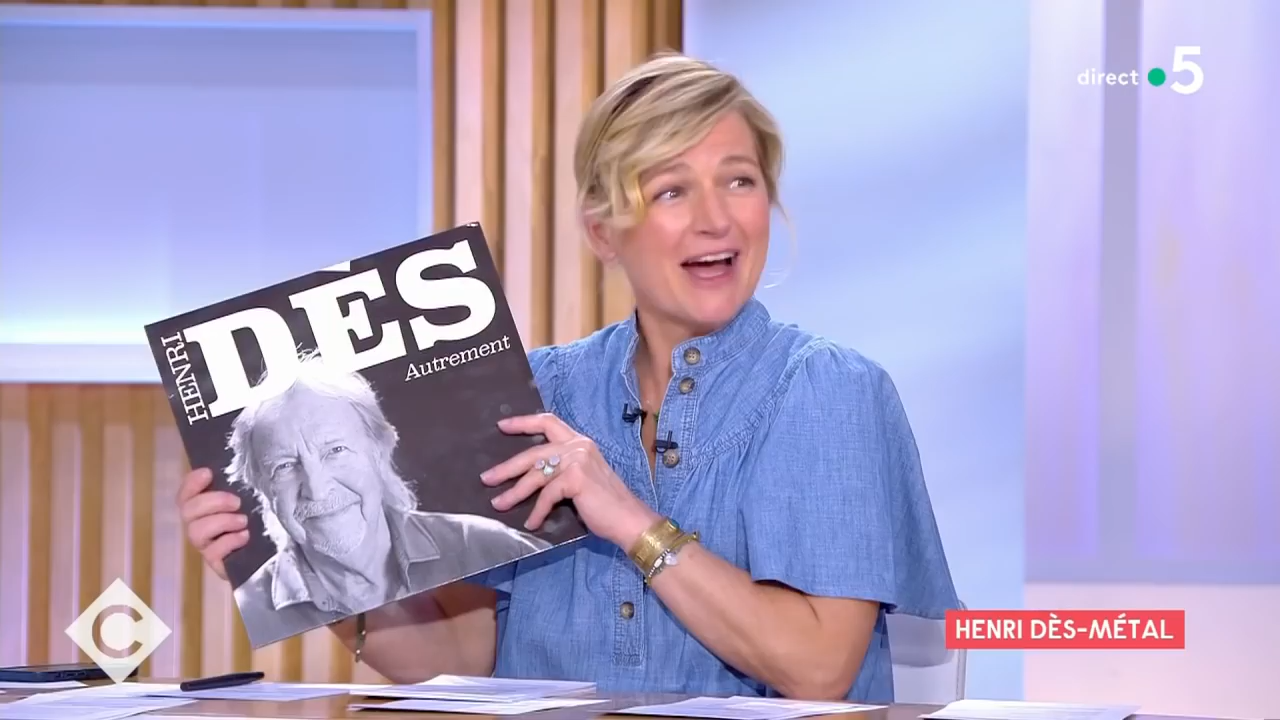 direct 5
HENRI
DÈS
Autrement
C
HENRI DÈS-MÉTAL